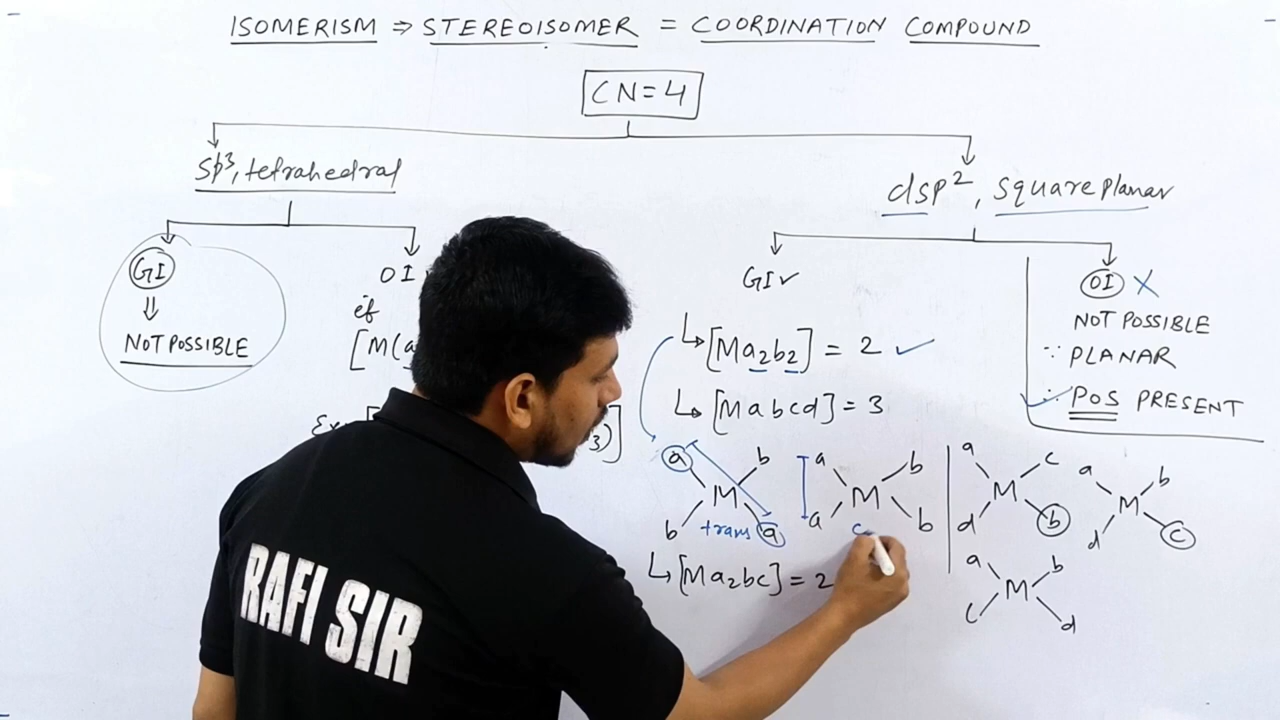 ISOMERISM ⇒ STEREOISOMER = COORDINATION COMPOUND
CN=4
sp³, tetrahedral
dsp², square planar
GI
⇓
NOT POSSIBLE
OI
if
[M(a
Ex
3)]
GI✓
[Ma₂b₂] = 2 ✓
[Mabcd] = 3
OI X
NOT POSSIBLE
∵ PLANAR
∵ POS PRESENT
a b
M
b trans a
a b
M
a c b
a c
M
d b
a b
M
d c
a b
M
c d
[Ma₂bc] = 2
RAFI SIR